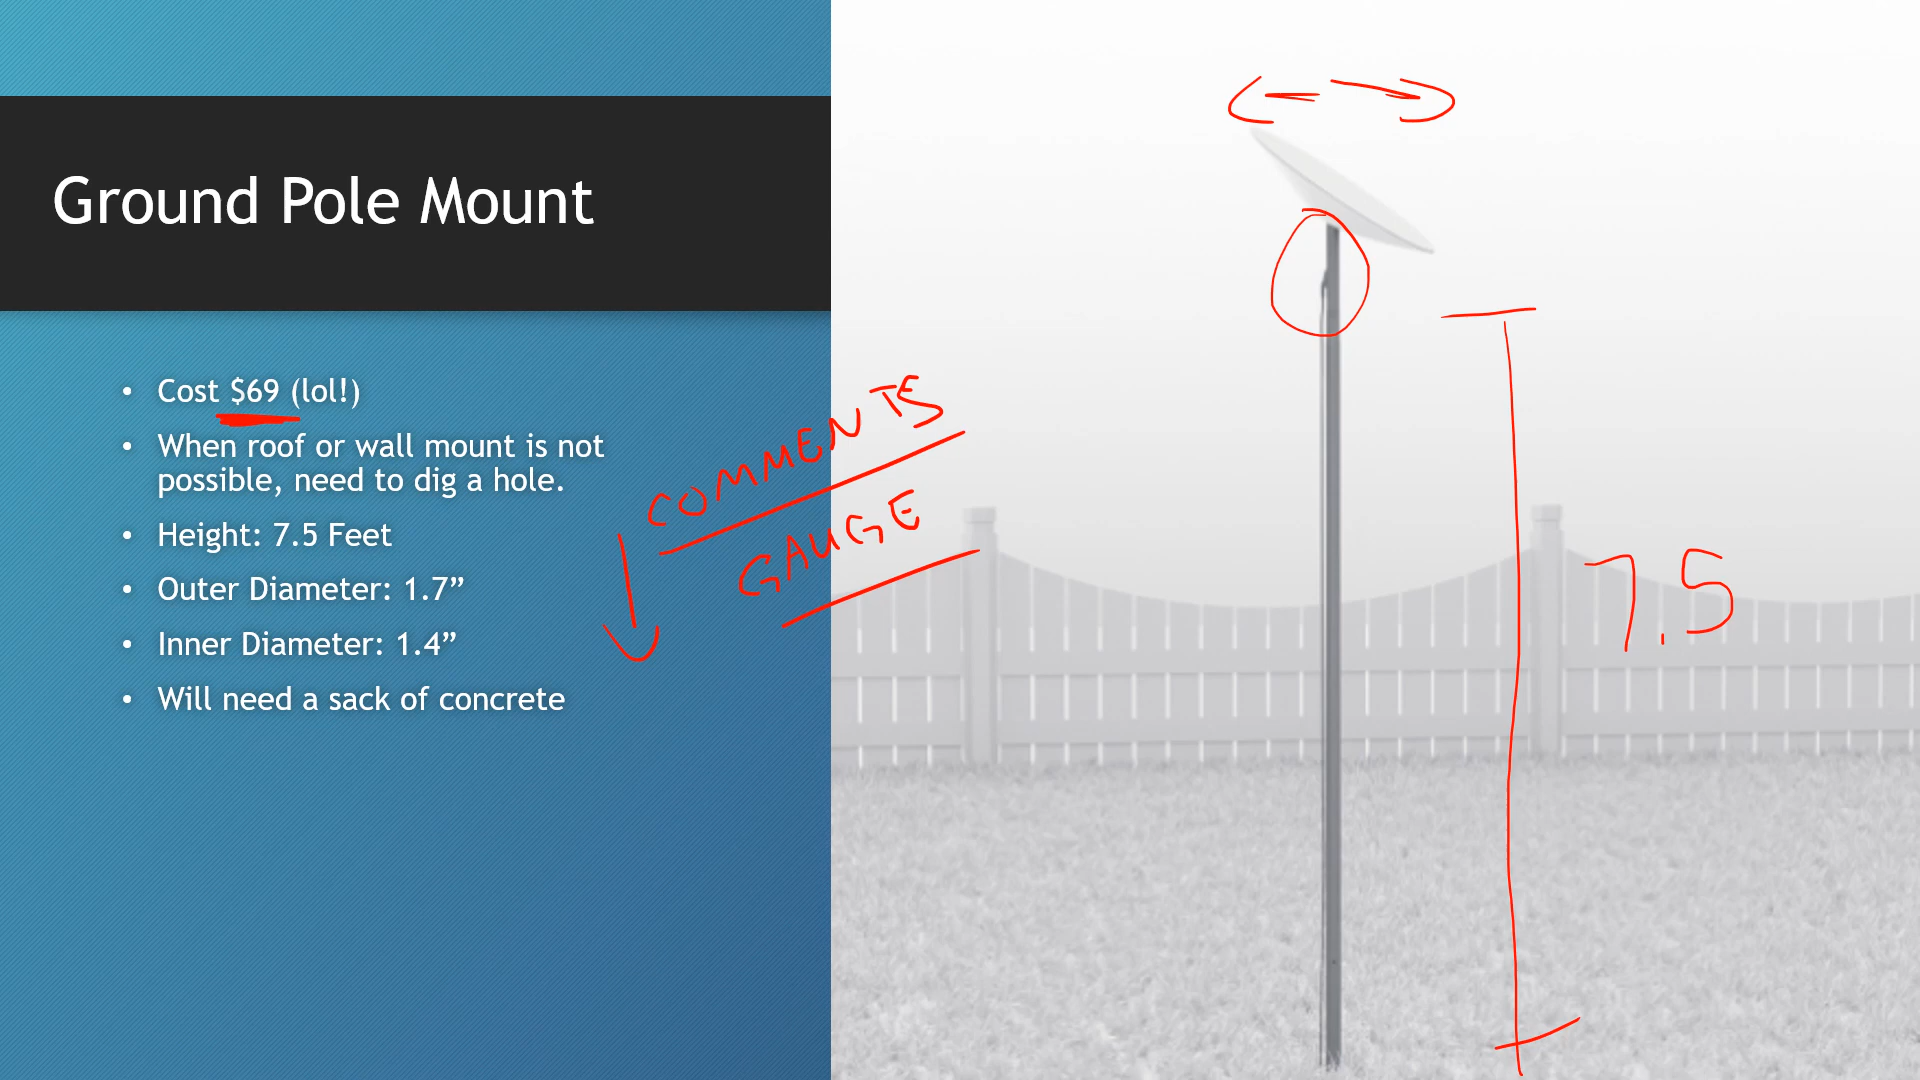 Ground Pole Mount
• Cost $69 (lol!)
• When roof or wall mount is not
possible, need to dig a hole.
• Height: 7.5 Feet
• Outer Diameter: 1.7”
• Inner Diameter: 1.4”
• Will need a sack of concrete
COMMENTS
GAUGE
7.5